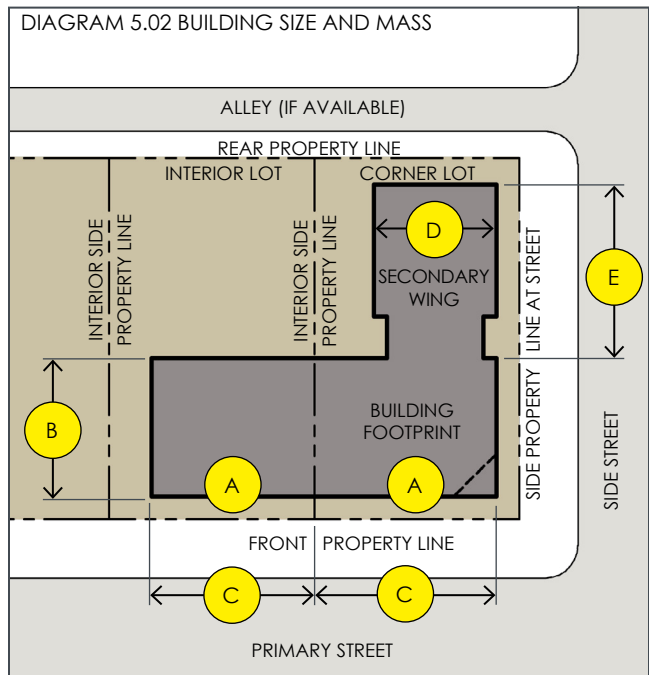 DIAGRAM 5.02 BUILDING SIZE AND MASS
ALLEY (IF AVAILABLE)
REAR PROPERTY LINE
INTERIOR LOT
CORNER LOT
INTERIOR SIDE
PROPERTY LINE
INTERIOR SIDE
PROPERTY LINE
D
SECONDARY
WING
E
SIDE PROPERTY LINE AT STREET
SIDE STREET
B
BUILDING
FOOTPRINT
A
A
FRONT PROPERTY LINE
C
C
PRIMARY STREET